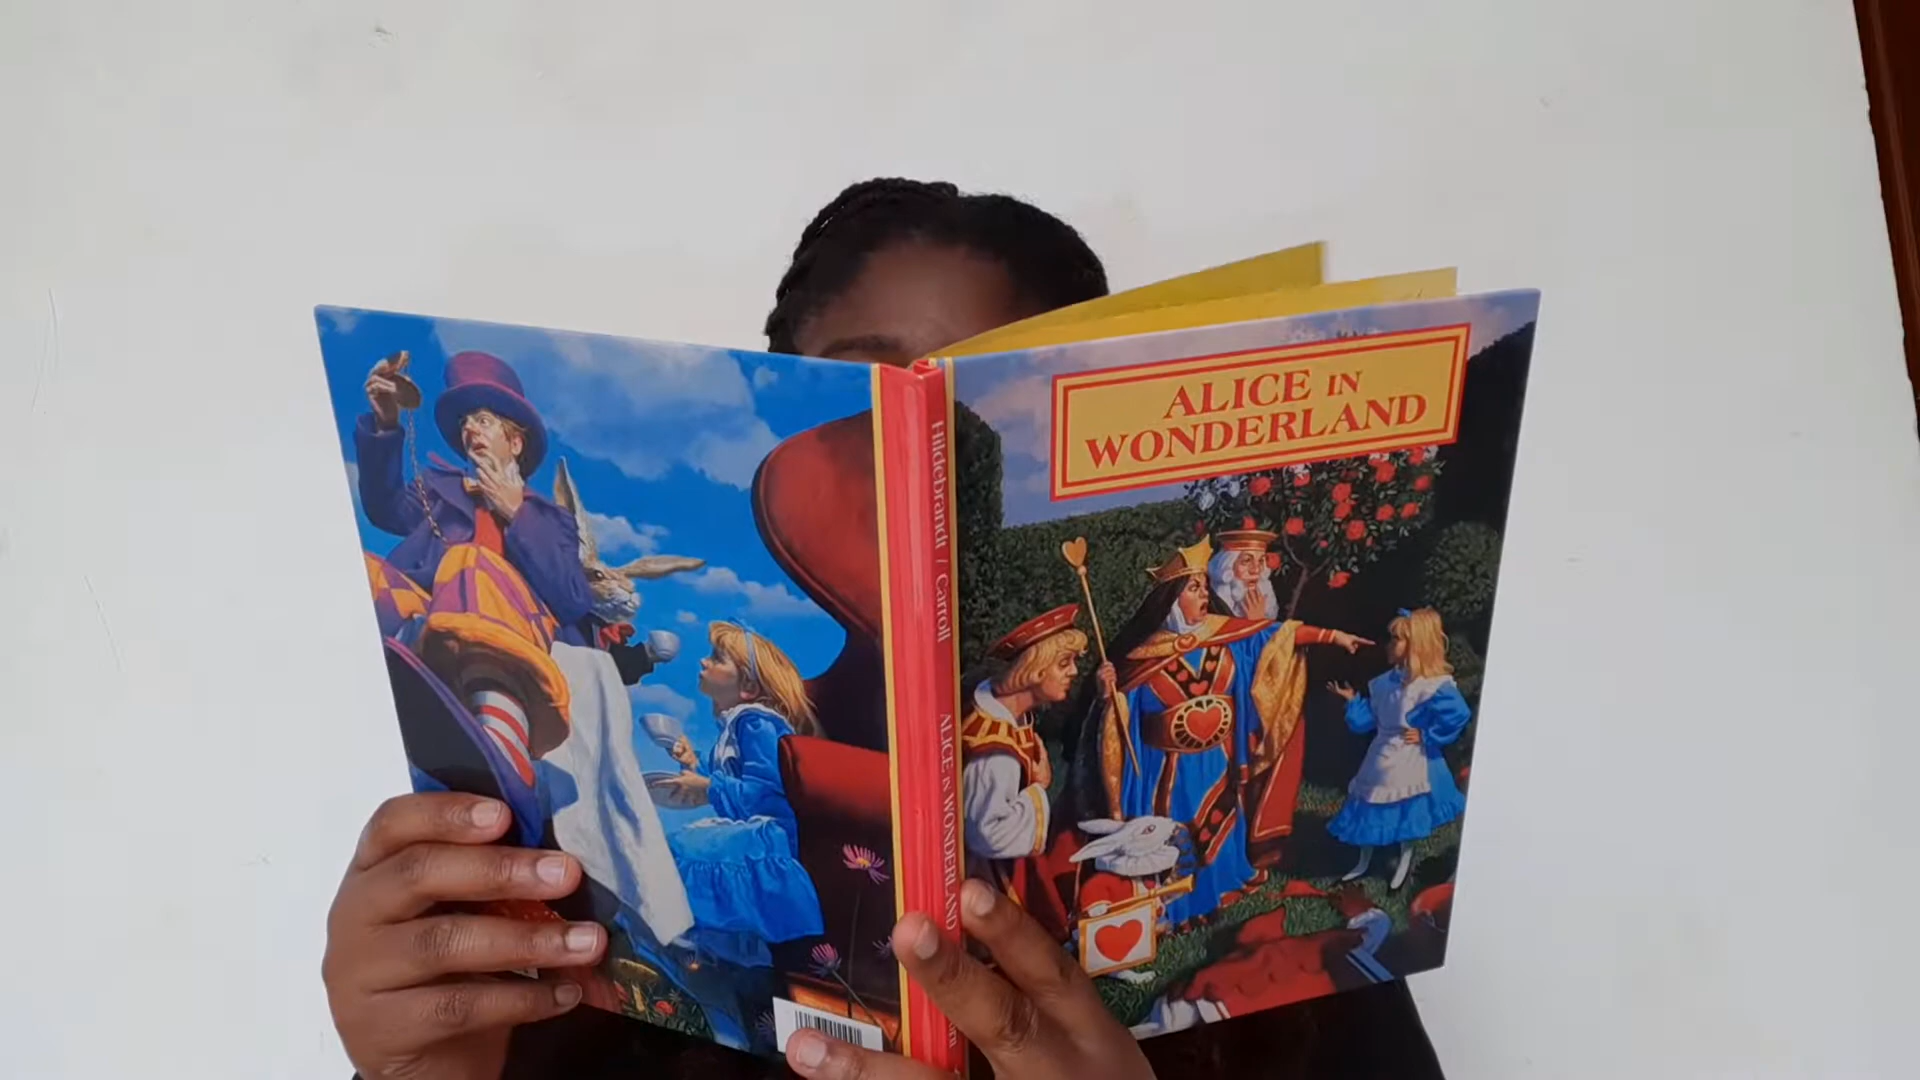 ALICE IN
WONDERLAND
Hildebrandt / Carroll
ALICE IN WONDERLAND